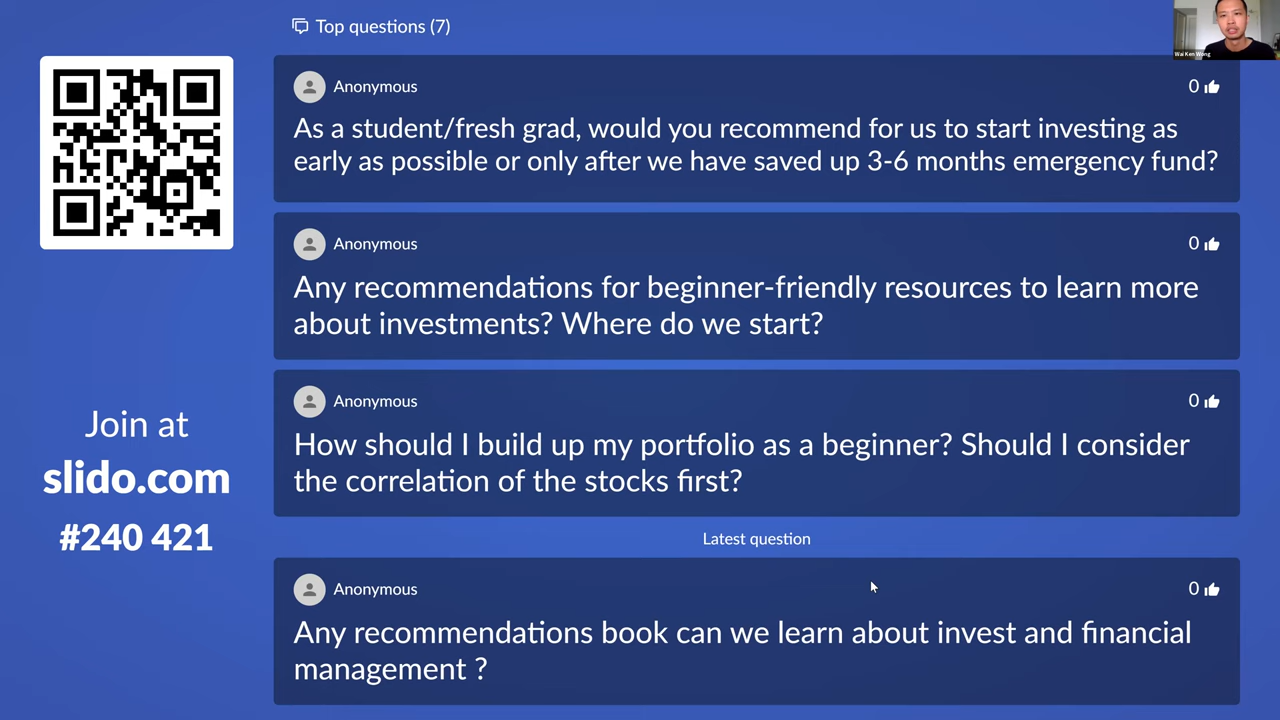 Top questions (7)
Wai Ken Wong
Anonymous
0
As a student/fresh grad, would you recommend for us to start investing as
early as possible or only after we have saved up 3-6 months emergency fund?
Anonymous
0
Any recommendations for beginner-friendly resources to learn more
about investments? Where do we start?
Anonymous
0
How should I build up my portfolio as a beginner? Should I consider
the correlation of the stocks first?
Join at
slido.com
#240 421
Latest question
Anonymous
0
Any recommendations book can we learn about invest and financial
management ?